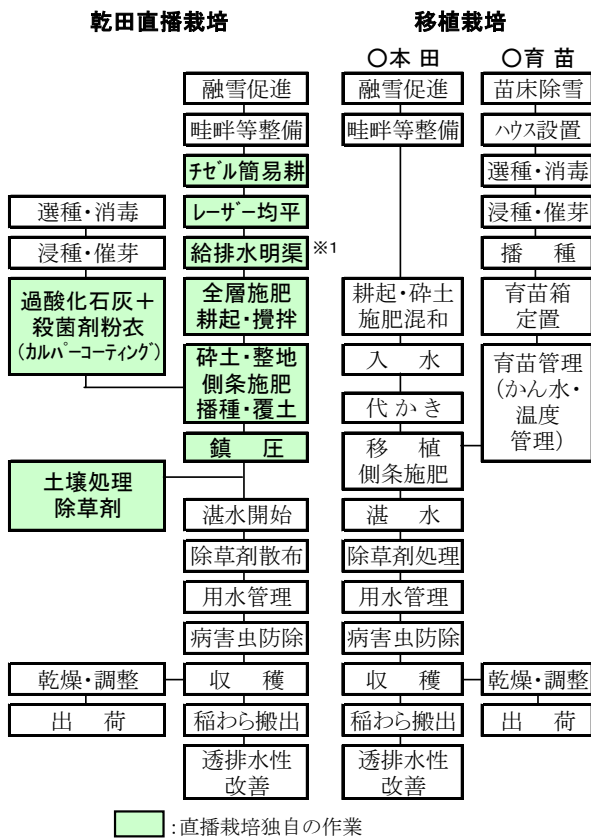 乾田直播栽培
移植栽培
○本 田
○育 苗
融雪促進
畦畔等整備
チゼル簡易耕
レーザー均平
給排水明渠 ※1
全層施肥
耕起・攪拌
砕土・整地
側条施肥
播種・覆土
鎮 圧
湛水開始
除草剤散布
用水管理
病害虫防除
収 穫
稲わら搬出
透排水性
改善
選種・消毒
浸種・催芽
過酸化石灰＋
殺菌剤粉衣
(カルパーコーティング)
土壌処理
除草剤
乾燥・調整
出 荷
融雪促進
畦畔等整備
耕起・砕土
施肥混和
入 水
代かき
移 植
側条施肥
湛 水
除草剤処理
用水管理
病害虫防除
収 穫
稲わら搬出
透排水性
改善
苗床除雪
ハウス設置
選種・消毒
浸種・催芽
播 種
育苗箱
定置
育苗管理
(かん水・
温度
管理)
乾燥・調整
出 荷
：直播栽培独自の作業